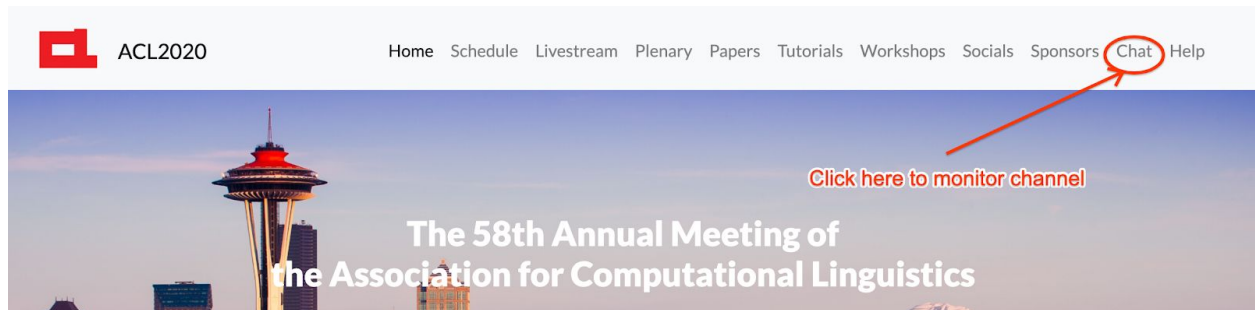 ACL2020
Home Schedule Livestream Plenary Papers Tutorials Workshops Socials Sponsors Chat Help
Click here to monitor channel
The 58th Annual Meeting of
the Association for Computational Linguistics